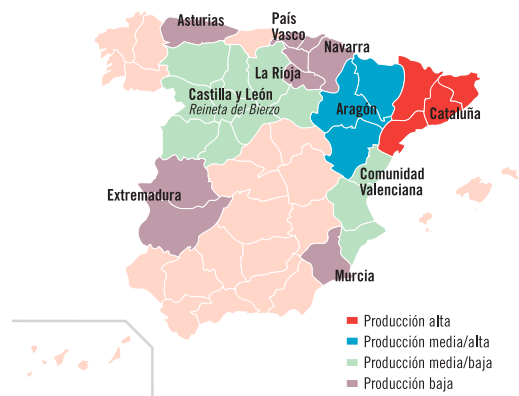 Asturias
País
Vasco
Navarra
La Rioja
Castilla y León
Reineta del Bierzo
Aragón
Cataluña
Comunidad
Valenciana
Extremadura
Murcia
Producción alta
Producción media/alta
Producción media/baja
Producción baja